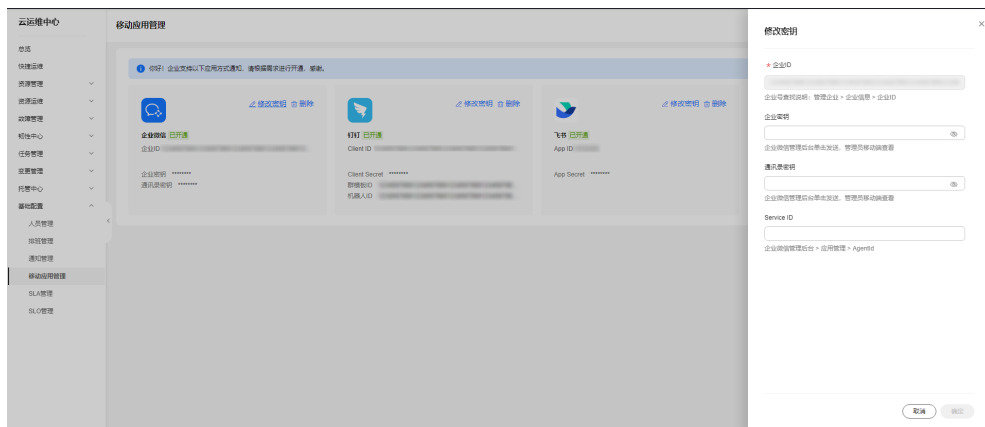 云运维中心
移动应用管理
修改密钥
总览
快捷运维
资源管理
资源运维
故障管理
韧性中心
任务管理
变更管理
托管中心
基础配置
人员管理
排班管理
通知管理
移动应用管理
SLA管理
SLO管理
你好！企业支持以下应用方式通知，请根据需求进行开通，感谢。
修改密钥 删除
企业微信 已开通
企业ID
企业密钥 ********
通讯录密钥 ********
修改密钥 删除
钉钉 已开通
Client ID
Client Secret ********
群模板ID
机器人ID
修改密钥 删除
飞书 已开通
App ID
App Secret ********
* 企业ID
企业号查找说明：管理企业 > 企业信息 > 企业ID
企业密钥
企业微信管理后台单击发送，管理员移动端查看
通讯录密钥
企业微信管理后台单击发送，管理员移动端查看
Service ID
企业微信管理后台 > 应用管理 > AgentId
取消 确定